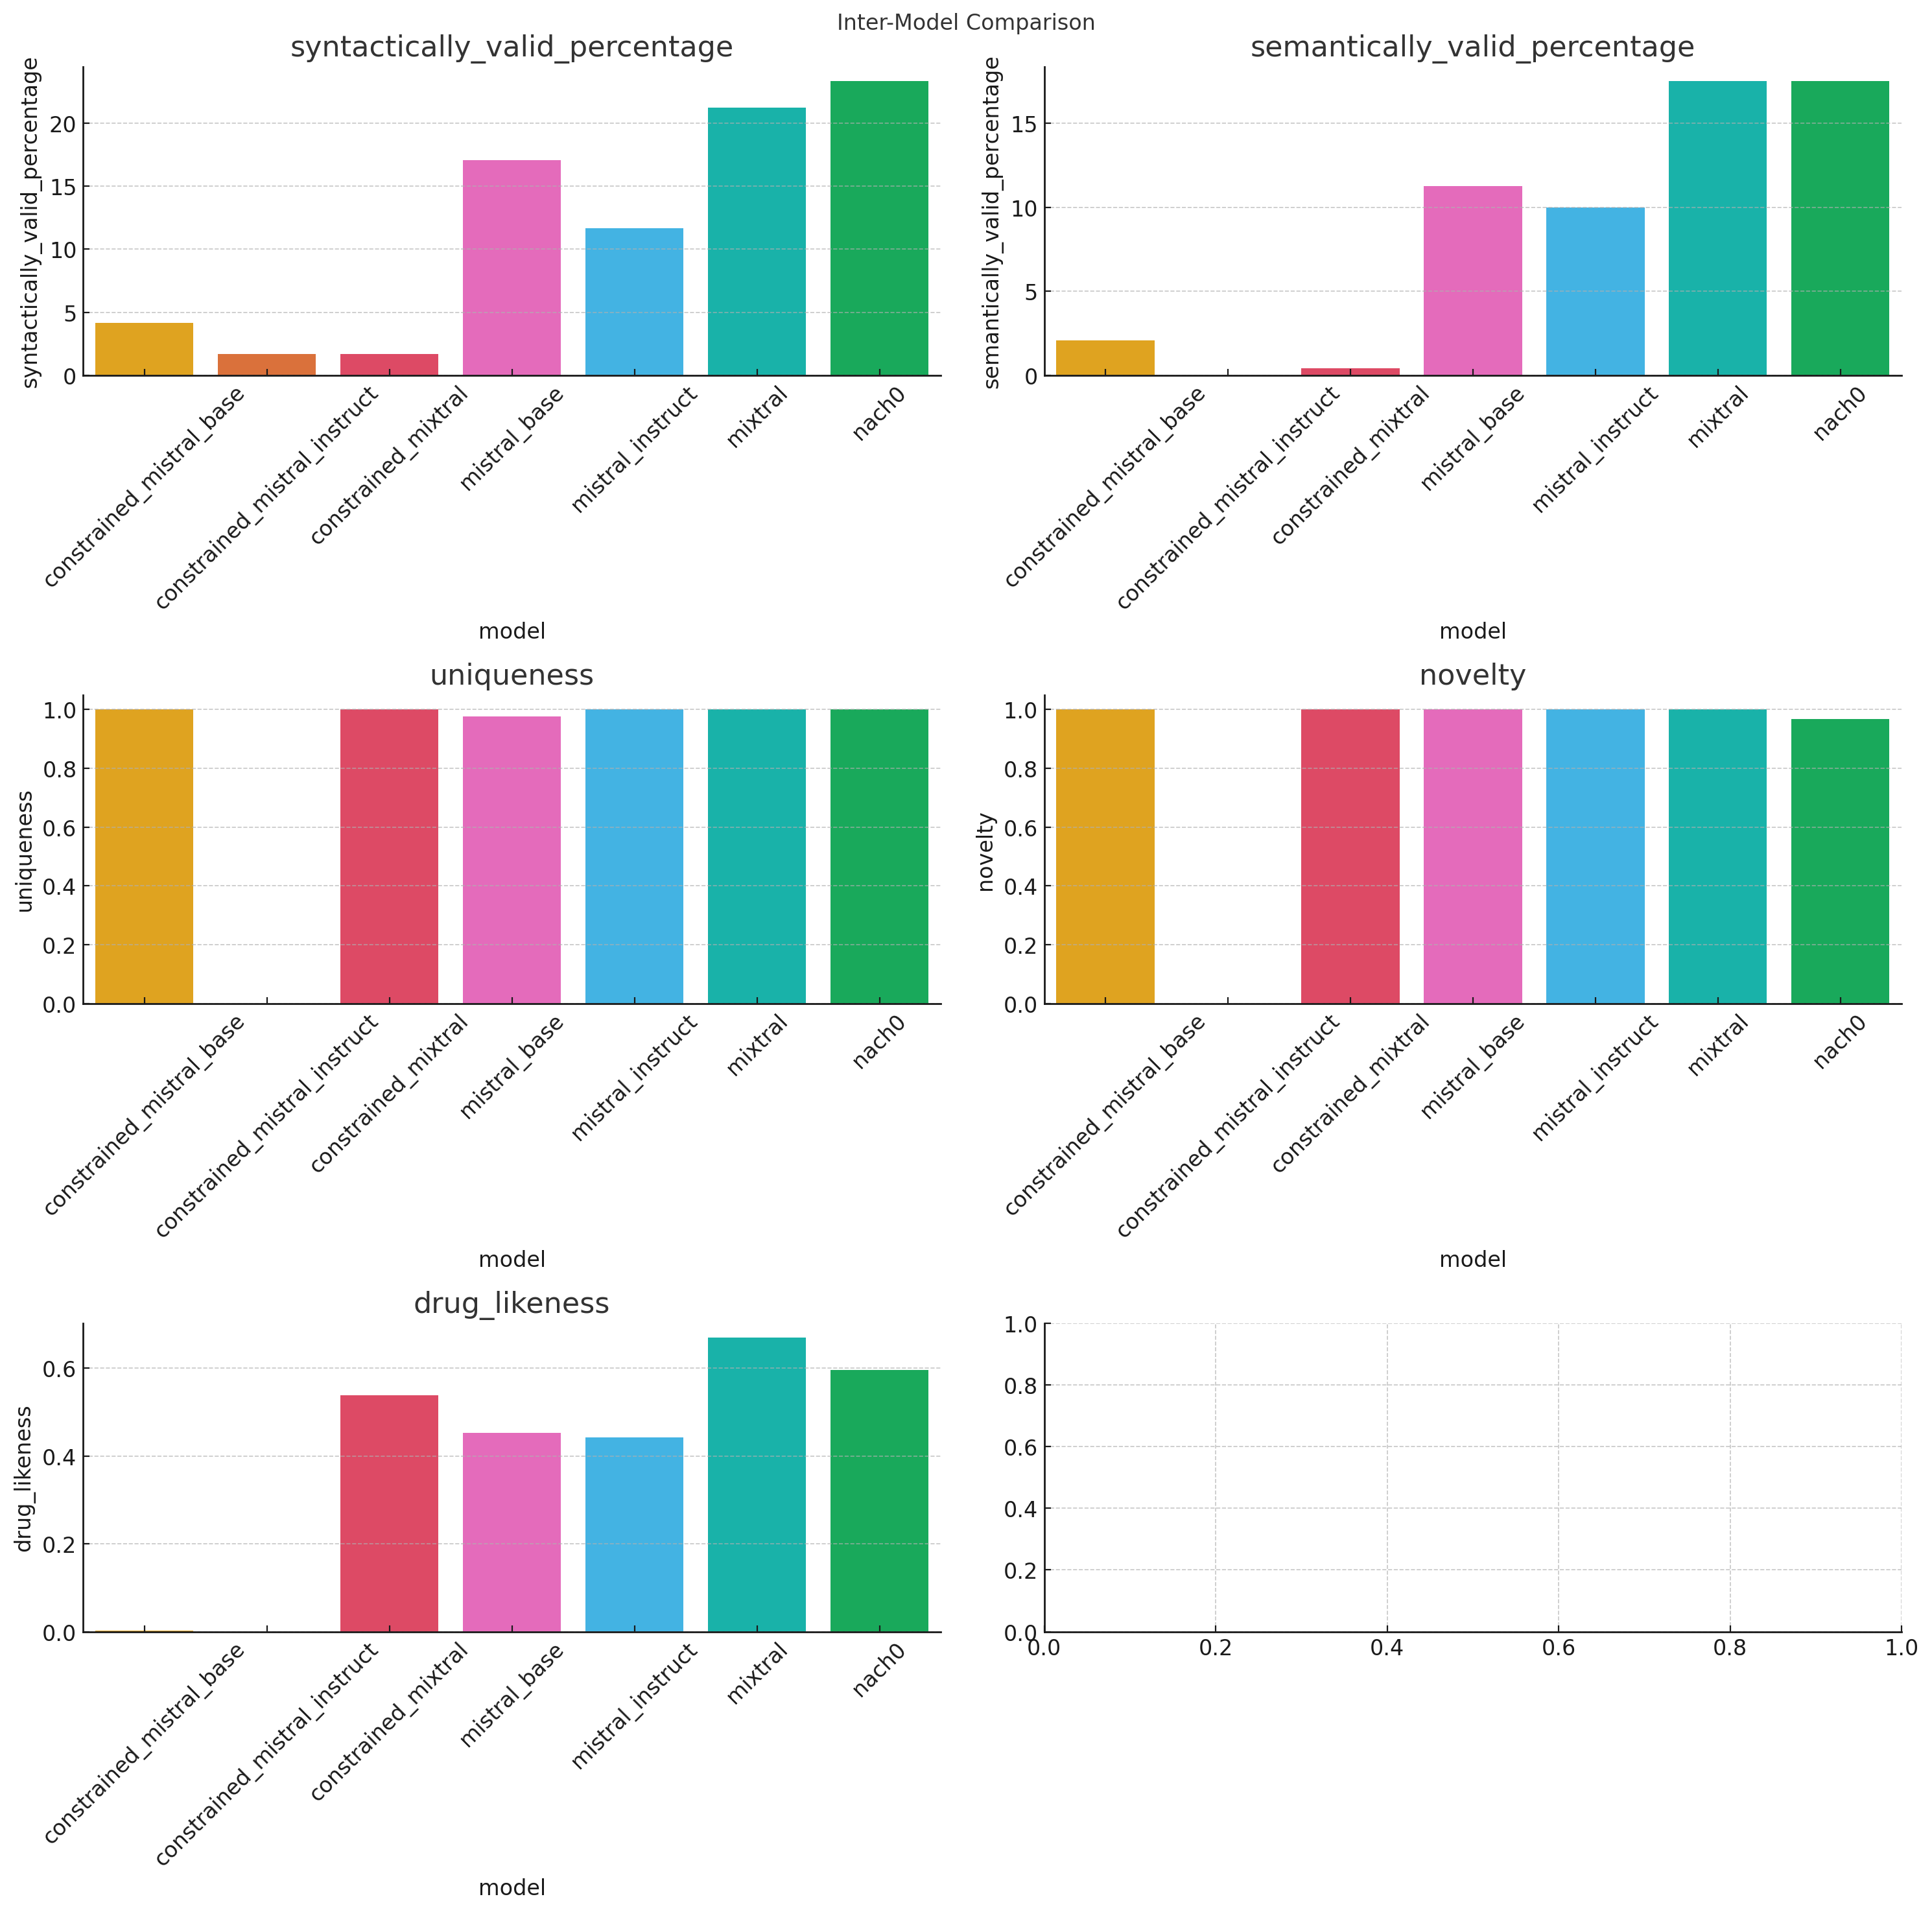 Inter-Model Comparison
syntactically_valid_percentage
syntactically_valid_percentage
20
15
10
5
0
constrained_mistral_base
constrained_mistral_instruct
constrained_mixtral
mistral_base
mistral_instruct
mixtral
nach0
model
semantically_valid_percentage
semantically_valid_percentage
15
10
5
0
constrained_mistral_base
constrained_mistral_instruct
constrained_mixtral
mistral_base
mistral_instruct
mixtral
nach0
model
uniqueness
uniqueness
1.0
0.8
0.6
0.4
0.2
0.0
constrained_mistral_base
constrained_mistral_instruct
constrained_mixtral
mistral_base
mistral_instruct
mixtral
nach0
model
novelty
novelty
1.0
0.8
0.6
0.4
0.2
0.0
constrained_mistral_base
constrained_mistral_instruct
constrained_mixtral
mistral_base
mistral_instruct
mixtral
nach0
model
drug_likeness
drug_likeness
0.6
0.4
0.2
0.0
constrained_mistral_base
constrained_mistral_instruct
constrained_mixtral
mistral_base
mistral_instruct
mixtral
nach0
model
1.0
0.8
0.6
0.4
0.2
0.0
0.0 0.2 0.4 0.6 0.8 1.0